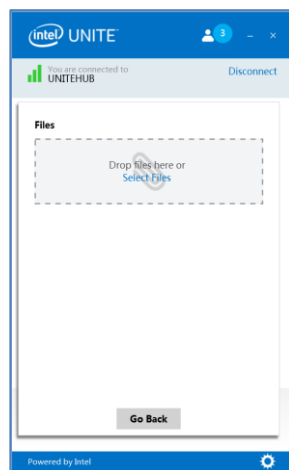 intel UNITE
3
You are connected to
UNITEHUB
Disconnect
Files
Drop files here or
Select Files
Go Back
Powered by Intel